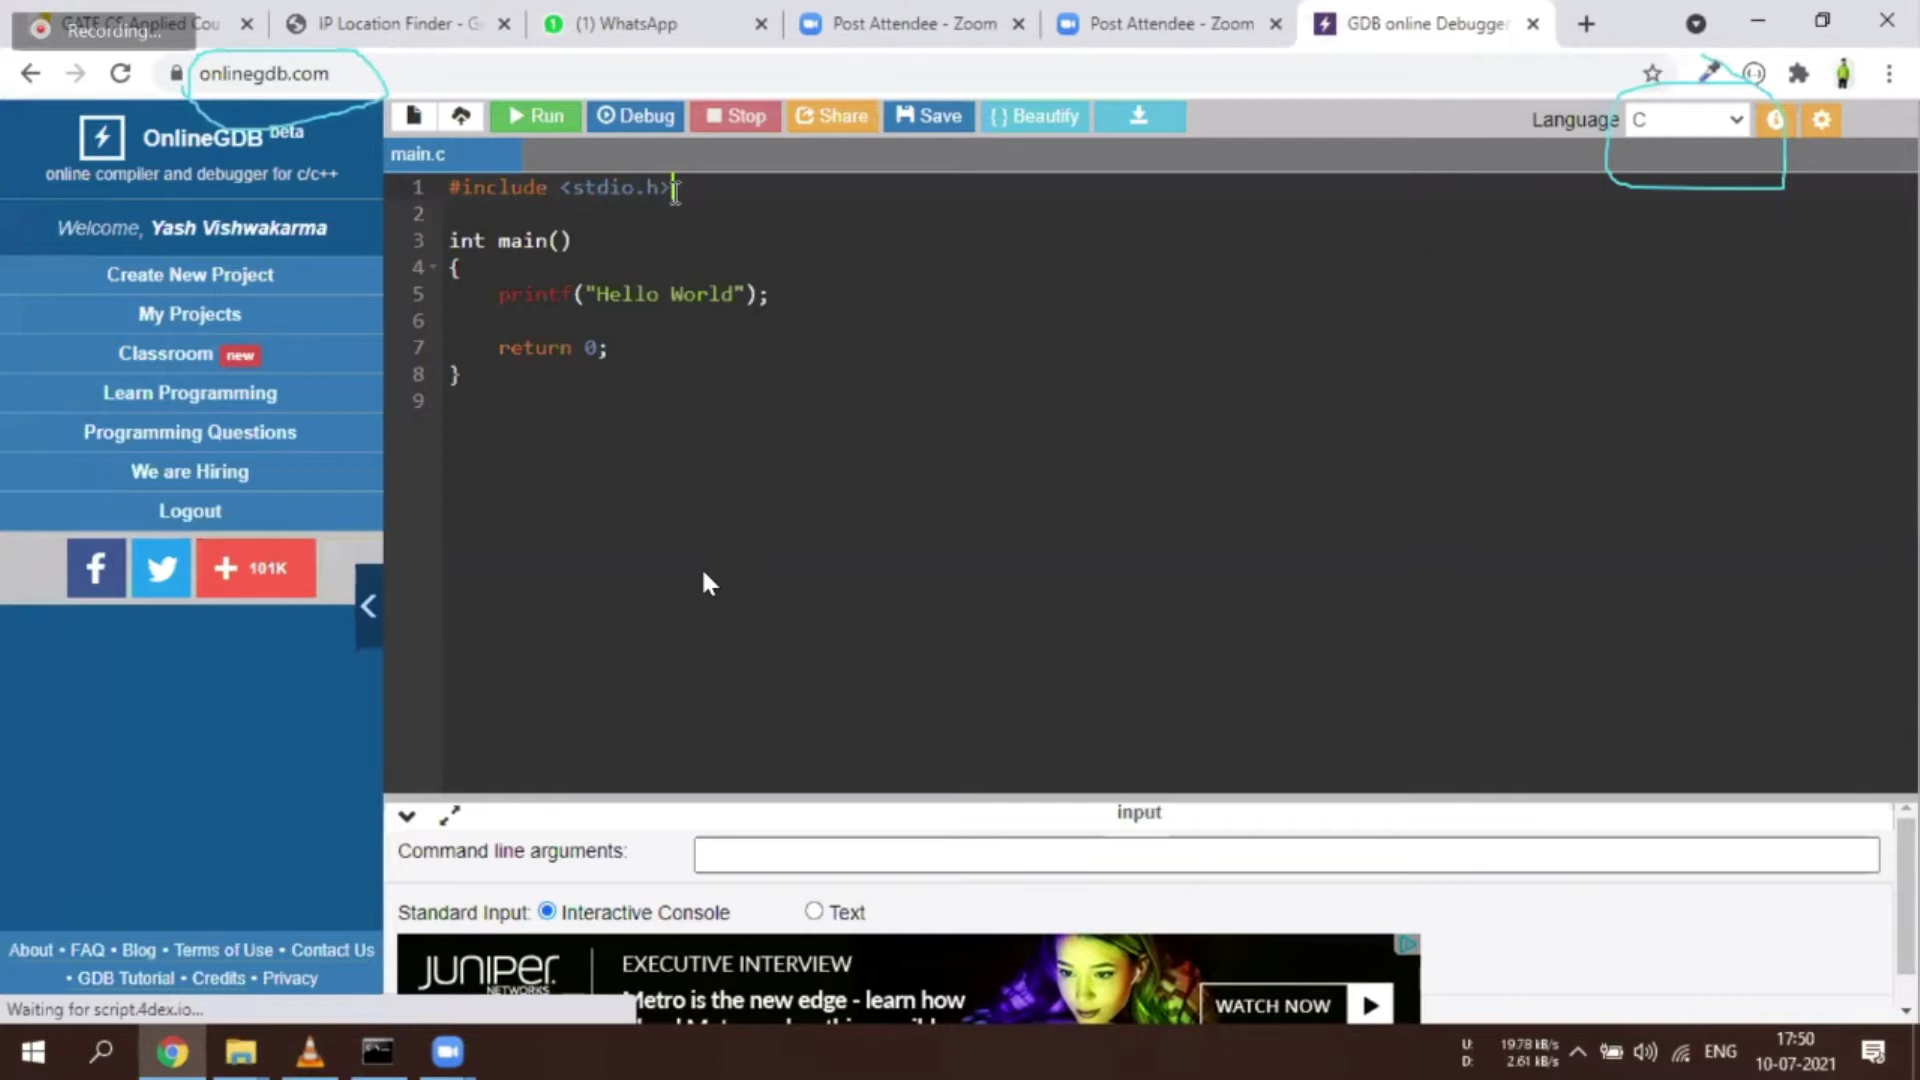 GATE CS Applied Cou
Recording...
IP Location Finder - G
(1) WhatsApp
Post Attendee - Zoom
Post Attendee - Zoom
GDB online Debugger
onlinegdb.com
OnlineGDB beta
online compiler and debugger for c/c++
Welcome, Yash Vishwakarma
Create New Project
My Projects
Classroom new
Learn Programming
Programming Questions
We are Hiring
Logout
f
+ 101K
About • FAQ • Blog • Terms of Use • Contact Us
• GDB Tutorial • Credits • Privacy
Waiting for script.4dex.io...
Run Debug Stop Share Save { } Beautify
Language C
main.c
1 #include <stdio.h>
2
3 int main()
4 {
5 printf("Hello World");
6
7 return 0;
8 }
9
input
Command line arguments:
Standard Input: Interactive Console Text
JUNIPER
NETWORKS
EXECUTIVE INTERVIEW
Metro is the new edge - learn how
WATCH NOW
U: 19.78 kB/s
D: 2.61 kB/s
ENG
17:50
10-07-2021